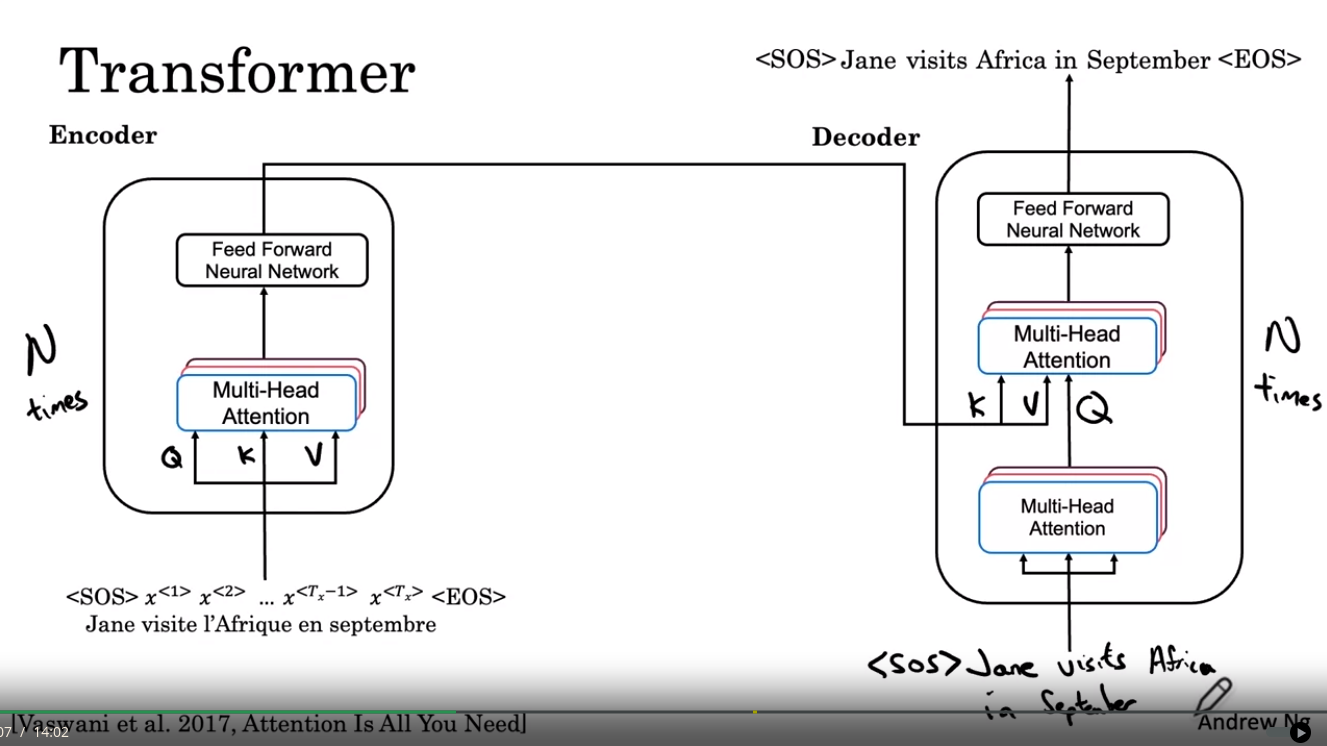 Transformer
<SOS> Jane visits Africa in September <EOS>
Encoder
Decoder
Feed Forward
Neural Network
Multi-Head
Attention
Q K V
N
times
<SOS> x<1> x<2> ... x<Tx−1> x<Tx> <EOS>
Jane visite l'Afrique en septembre
Feed Forward
Neural Network
Multi-Head
Attention
K V Q
N
times
Multi-Head
Attention
<SOS> Jane visits Africa
in September
[Vaswani et al. 2017, Attention Is All You Need]
Andrew Ng
07 / 14:02